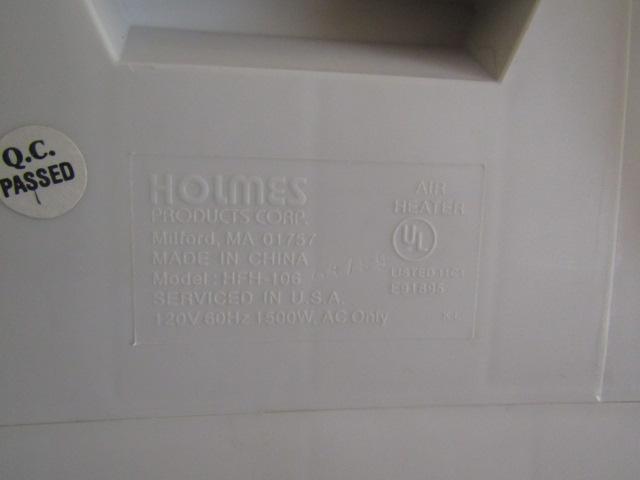 Q.C.
PASSED
HOLMES
PRODUCTS CORP.
Milford, MA 01757
MADE IN CHINA
Model: HFH-106
SERVICED IN U.S.A.
120V 60Hz 1500W, AC Only
AIR
HEATER
UL
LISTED 11C1
E91895